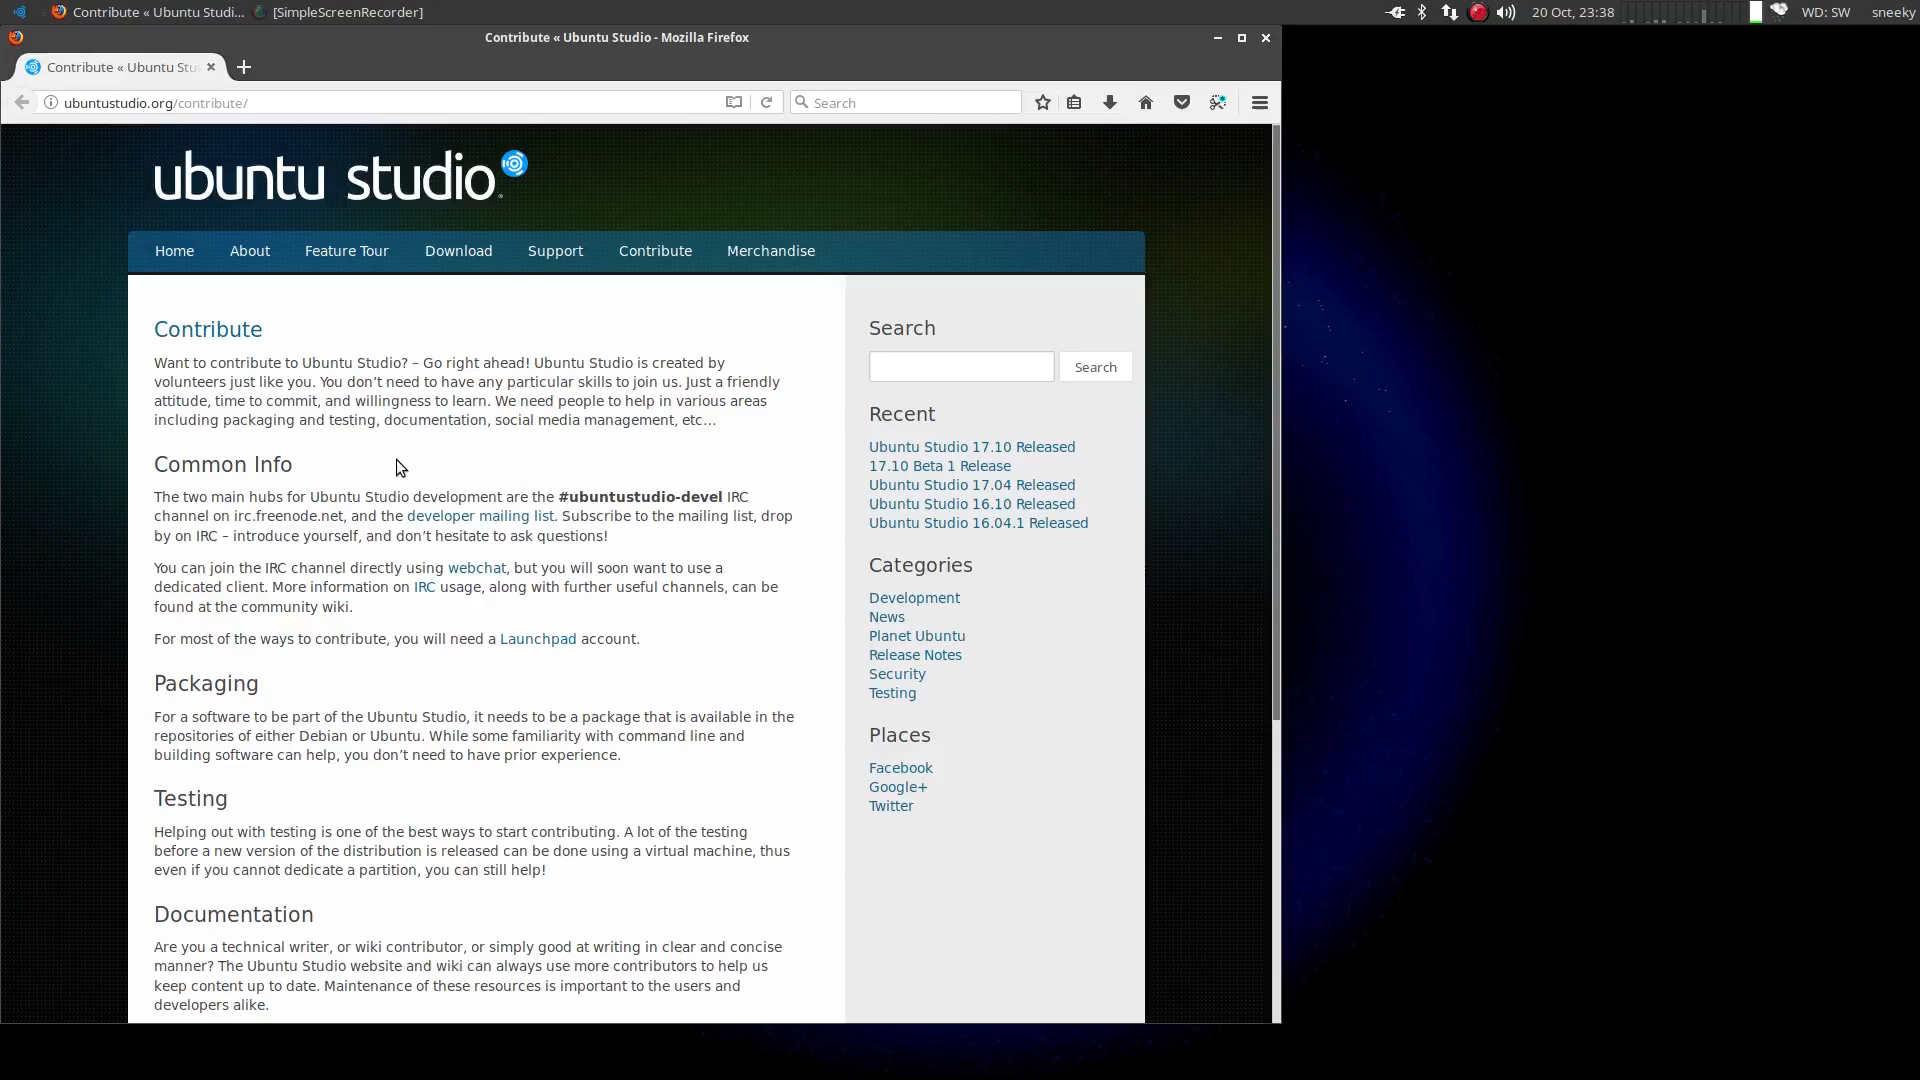 Contribute « Ubuntu Studi... [SimpleScreenRecorder] 20 Oct, 23:38 WD: SW sneeky
Contribute « Ubuntu Studio - Mozilla Firefox
Contribute « Ubuntu Stu
ubuntustudio.org/contribute/ Search
ubuntu studio
Home About Feature Tour Download Support Contribute Merchandise
Contribute
Want to contribute to Ubuntu Studio? – Go right ahead! Ubuntu Studio is created by
volunteers just like you. You don’t need to have any particular skills to join us. Just a friendly
attitude, time to commit, and willingness to learn. We need people to help in various areas
including packaging and testing, documentation, social media management, etc…
Common Info
The two main hubs for Ubuntu Studio development are the #ubuntustudio-devel IRC
channel on irc.freenode.net, and the developer mailing list. Subscribe to the mailing list, drop
by on IRC – introduce yourself, and don’t hesitate to ask questions!
You can join the IRC channel directly using webchat, but you will soon want to use a
dedicated client. More information on IRC usage, along with further useful channels, can be
found at the community wiki.
For most of the ways to contribute, you will need a Launchpad account.
Packaging
For a software to be part of the Ubuntu Studio, it needs to be a package that is available in the
repositories of either Debian or Ubuntu. While some familiarity with command line and
building software can help, you don’t need to have prior experience.
Testing
Helping out with testing is one of the best ways to start contributing. A lot of the testing
before a new version of the distribution is released can be done using a virtual machine, thus
even if you cannot dedicate a partition, you can still help!
Documentation
Are you a technical writer, or wiki contributor, or simply good at writing in clear and concise
manner? The Ubuntu Studio website and wiki can always use more contributors to help us
keep content up to date. Maintenance of these resources is important to the users and
developers alike.
Search
Search
Recent
Ubuntu Studio 17.10 Released
17.10 Beta 1 Release
Ubuntu Studio 17.04 Released
Ubuntu Studio 16.10 Released
Ubuntu Studio 16.04.1 Released
Categories
Development
News
Planet Ubuntu
Release Notes
Security
Testing
Places
Facebook
Google+
Twitter